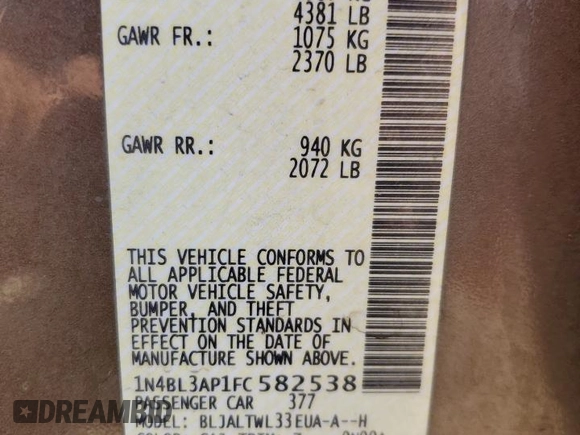 4381 LB
GAWR FR.: 1075 KG
2370 LB
GAWR RR.: 940 KG
2072 LB
THIS VEHICLE CONFORMS TO
ALL APPLICABLE FEDERAL
MOTOR VEHICLE SAFETY,
BUMPER, AND THEFT
PREVENTION STANDARDS IN
EFFECT ON THE DATE OF
MANUFACTURE SHOWN ABOVE.
1N4BL3AP1FC 582538
PASSENGER CAR 377
MODEL: BLJALTWL33EUA-A--H
DREAMBID